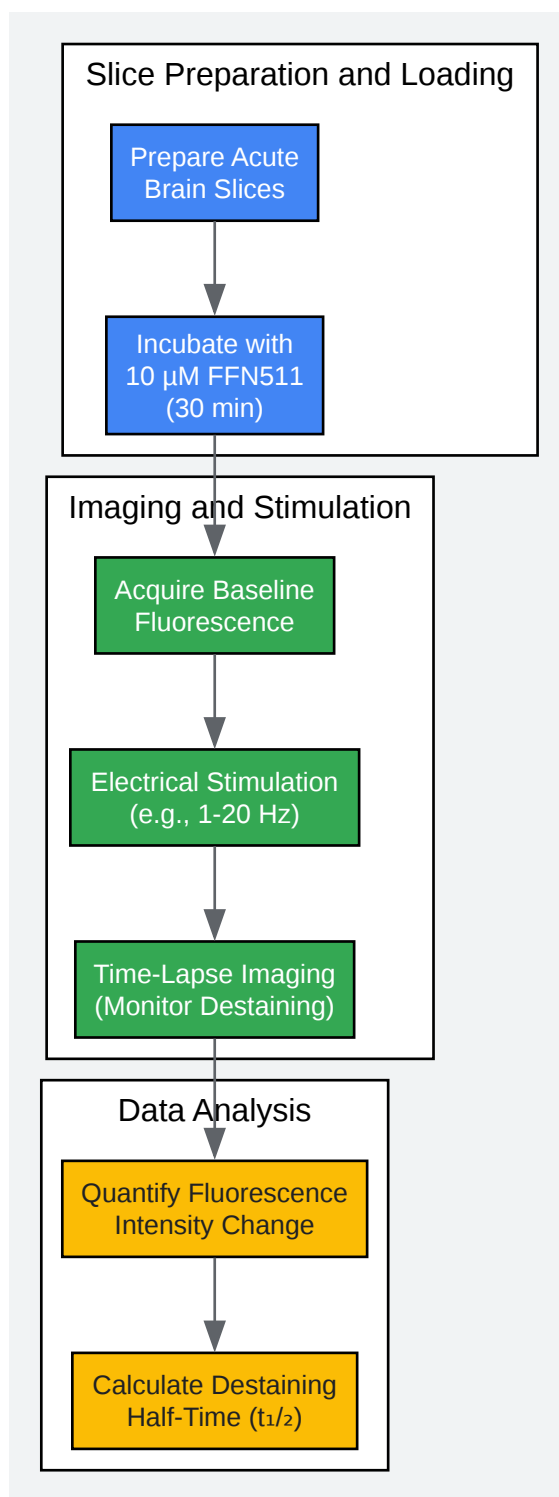 Slice Preparation and Loading
Prepare Acute
Brain Slices
Incubate with
10 µM FFN511
(30 min)
Imaging and Stimulation
Acquire Baseline
Fluorescence
Electrical Stimulation
(e.g., 1-20 Hz)
Time-Lapse Imaging
(Monitor Destaining)
Data Analysis
Quantify Fluorescence
Intensity Change
Calculate Destaining
Half-Time (t₁/₂)